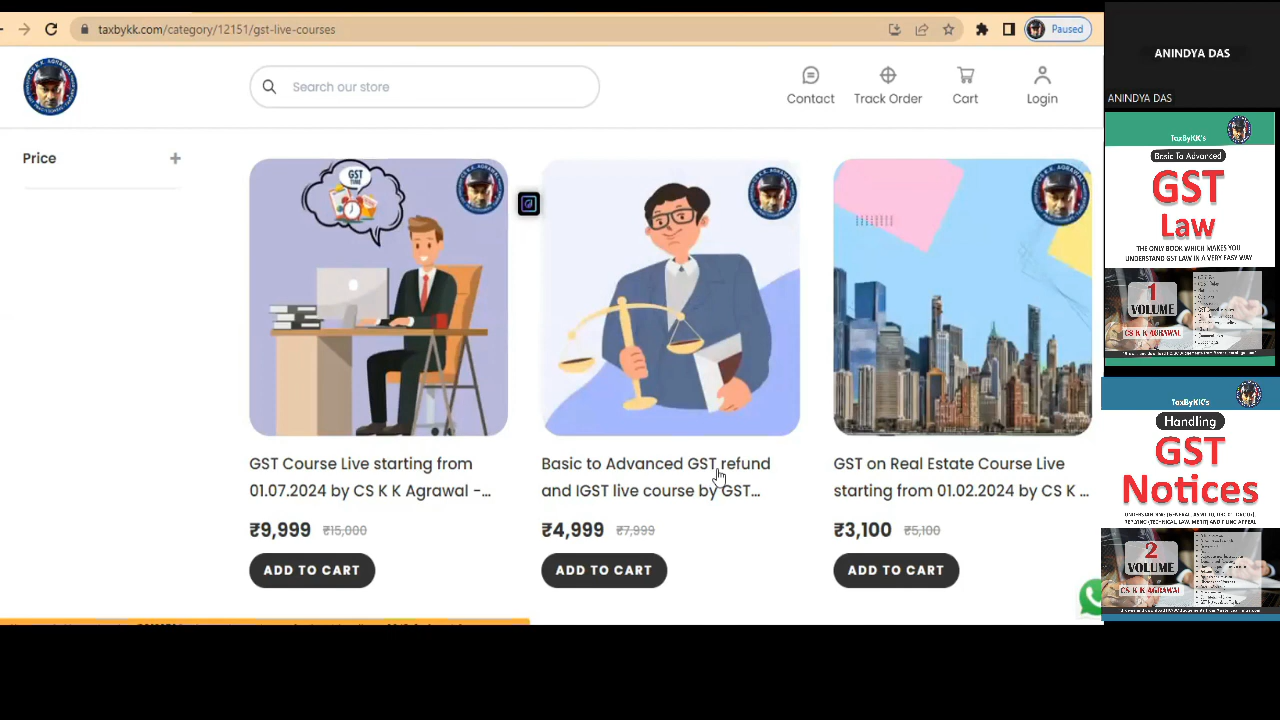 taxbykk.com/category/12151/gst-live-courses
Paused
Search our store
Contact
Track Order
Cart
Login
Price
GST
TIME
GST Course Live starting from
01.07.2024 by CS K K Agrawal -...
₹9,999 ₹15,000
ADD TO CART
Basic to Advanced GST refund
and IGST live course by GST...
₹4,999 ₹7,999
ADD TO CART
GST on Real Estate Course Live
starting from 01.02.2024 by CS K ...
₹3,100 ₹5,100
ADD TO CART
ANINDYA DAS
ANINDYA DAS
TaxByKK's
Basic To Advanced
GST
Law
THE ONLY BOOK WHICH MAKES YOU
UNDERSTAND GST LAW IN A VERY EASY WAY
1
VOLUME
CS K K AGRAWAL
TaxByKK's
Handling
GST
Notices
2
VOLUME
CS K K AGRAWAL